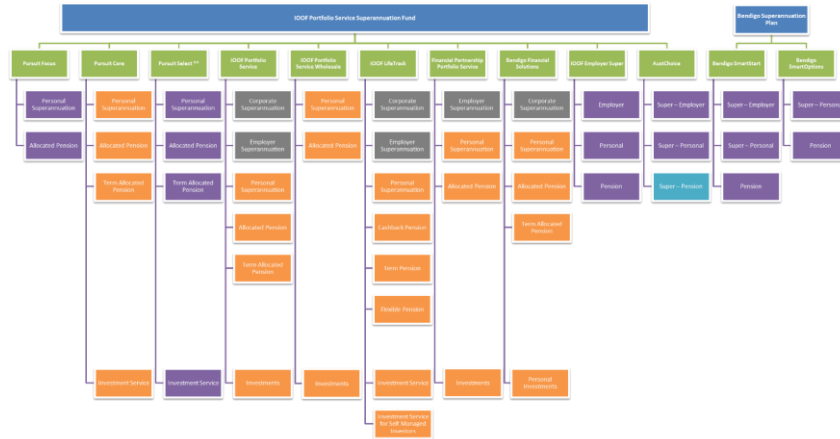 IOOF Portfolio Service Superannuation Fund
Bendigo Superannuation
Plan
Pursuit Focus
Personal
Superannuation
Allocated Pension
Pursuit Core
Personal
Superannuation
Allocated Pension
Term Allocated
Pension
Investment Service
Pursuit Select
Personal
Superannuation
Allocated Pension
Term Allocated
Pension
Investment Service
IOOF Portfolio
Service
Corporate
Superannuation
Employer
Superannuation
Personal
Superannuation
Allocated Pension
Term Allocated
Pension
Investments
IOOF Portfolio
Service Wholesale
Personal
Superannuation
Allocated Pension
Investments
IOOF LifeTrack
Corporate
Superannuation
Employer
Superannuation
Personal
Superannuation
Cashback Pension
Term Pension
Flexible Pension
Investment Service
Investment Service
for Self Managed
Investors
Financial Partnership
Portfolio Service
Employer
Superannuation
Personal
Superannuation
Allocated Pension
Investments
Bendigo Financial
Solutions
Corporate
Superannuation
Personal
Superannuation
Allocated Pension
Term Allocated
Pension
Personal
Investments
IOOF Employer Super
Employer
Personal
Pension
AustChoice
Super – Employer
Super – Personal
Super – Pension
Bendigo SmartStart
Super – Employer
Super – Personal
Pension
Bendigo
SmartOptions
Super – Personal
Pension